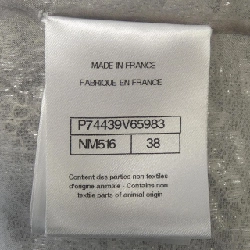 MADE IN FRANCE
FABRIQUÉ EN FRANCE
P74439V65983
NM516 38
Contient des parties non textiles
d'origine animale - Contains non
textile parts of animal origin